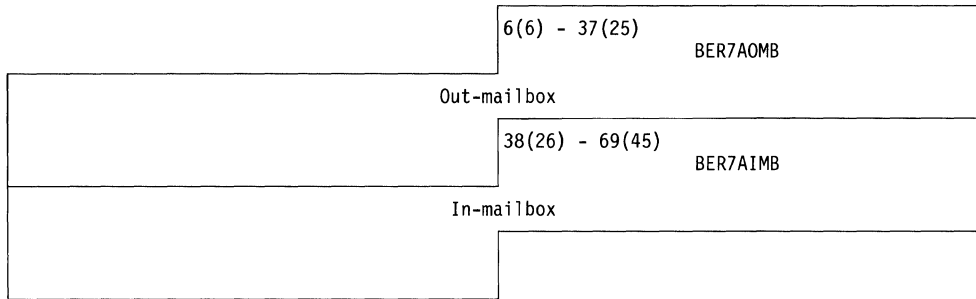 6(6) - 37(25)
BER7AOMB
Out-mailbox
38(26) - 69(45)
BER7AIMB
In-mailbox